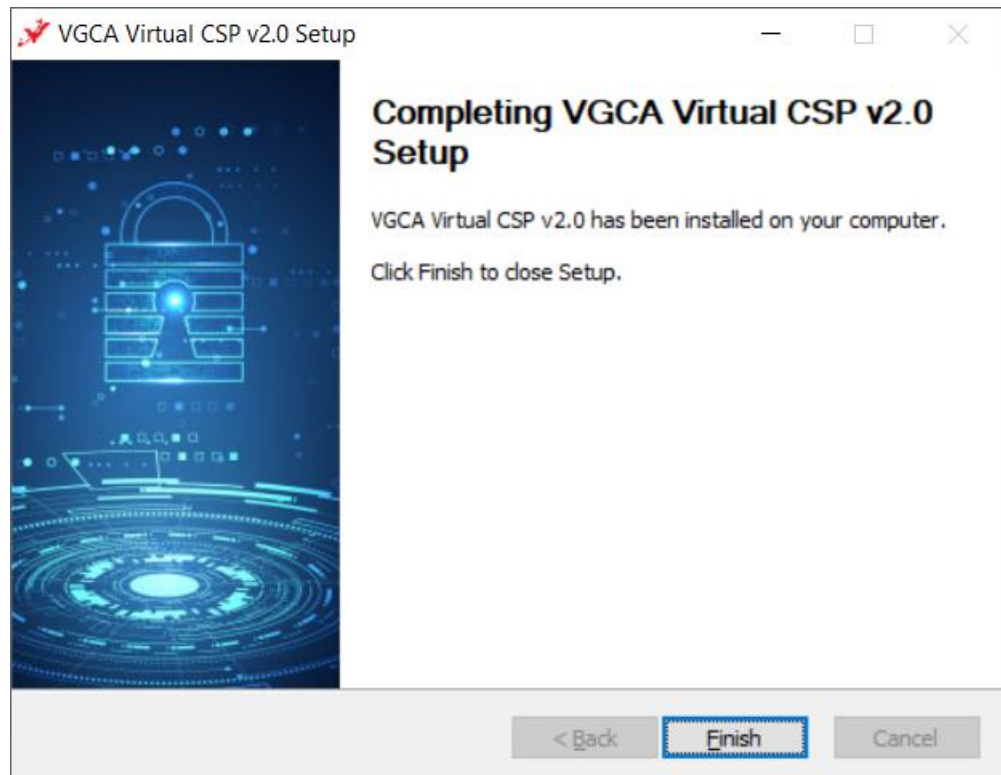 VGCA Virtual CSP v2.0 Setup
Completing VGCA Virtual CSP v2.0
Setup
VGCA Virtual CSP v2.0 has been installed on your computer.
Click Finish to close Setup.
< Back Finish Cancel